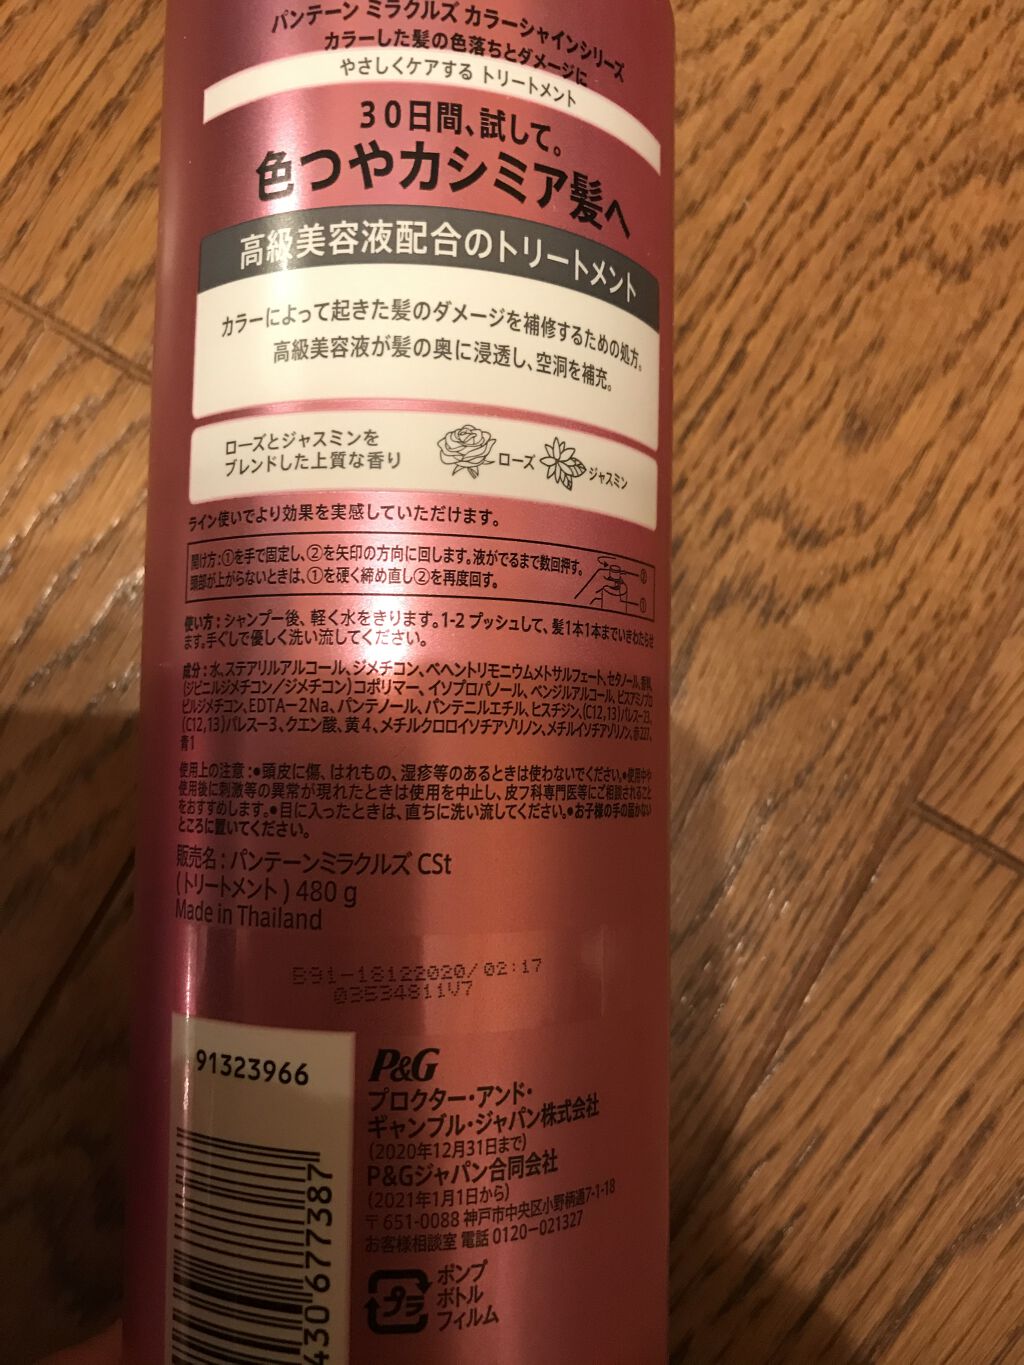 パンテーン ミラクルズ カラーシャインシリーズ
カラーした髪の色落ちとダメージに
やさしくケアする トリートメント
30日間、試して。
色つやカシミア髪へ
高級美容液配合のトリートメント
カラーによって起きた髪のダメージを補修するための処方。
高級美容液が髪の奥に浸透し、空洞を補充。
ローズとジャスミンを
ブレンドした上質な香り
ローズ
ジャスミン
ライン使いでより効果を実感していただけます。
開け方:①を手で固定し、②を矢印の方向に回します。液がでるまで数回押す。
頭部が上がらないときは、①を硬く締め直し②を再度回す。
②
①
使い方:シャンプー後、軽く水をきります。1-2 プッシュして、髪1本1本までいきわたらせ
ます。手ぐしで優しく洗い流してください。
成分:水、ステアリルアルコール、ジメチコン、ベヘントリモニウムメトサルフェート、セタノール、香料、
(ジビニルジメチコン/ジメチコン)コポリマー、イソプロパノール、ベンジルアルコール、ビスアミノプロ
ピルジメチコン、EDTA-2Na、パンテノール、パンテニルエチル、ヒスチジン、(C12,13)パレス-23、
(C12,13)パレス-3、クエン酸、黄4、メチルクロロイソチアゾリノン、メチルイソチアゾリノン、赤227、
青1
使用上の注意:●頭皮に傷、はれもの、湿疹等のあるときは使わないでください。●使用中や
使用後に刺激等の異常が現れたときは使用を中止し、皮フ科専門医等にご相談されること
をおすすめします。●目に入ったときは、直ちに洗い流してください。●お子様の手の届かない
ところに置いてください。
販売名:パンテーンミラクルズ CSt
(トリートメント) 480 g
Made in Thailand
B91-18122020/02:17
03534811V7
91323966
430 677387
P&G
プロクター・アンド・
ギャンブル・ジャパン株式会社
(2020年12月31日まで)
P&Gジャパン合同会社
(2021年1月1日から)
〒651-0088 神戸市中央区小野柄通7-1-18
お客様相談室 電話 0120-021327
プラ
ポンプ
ボトル
フィルム